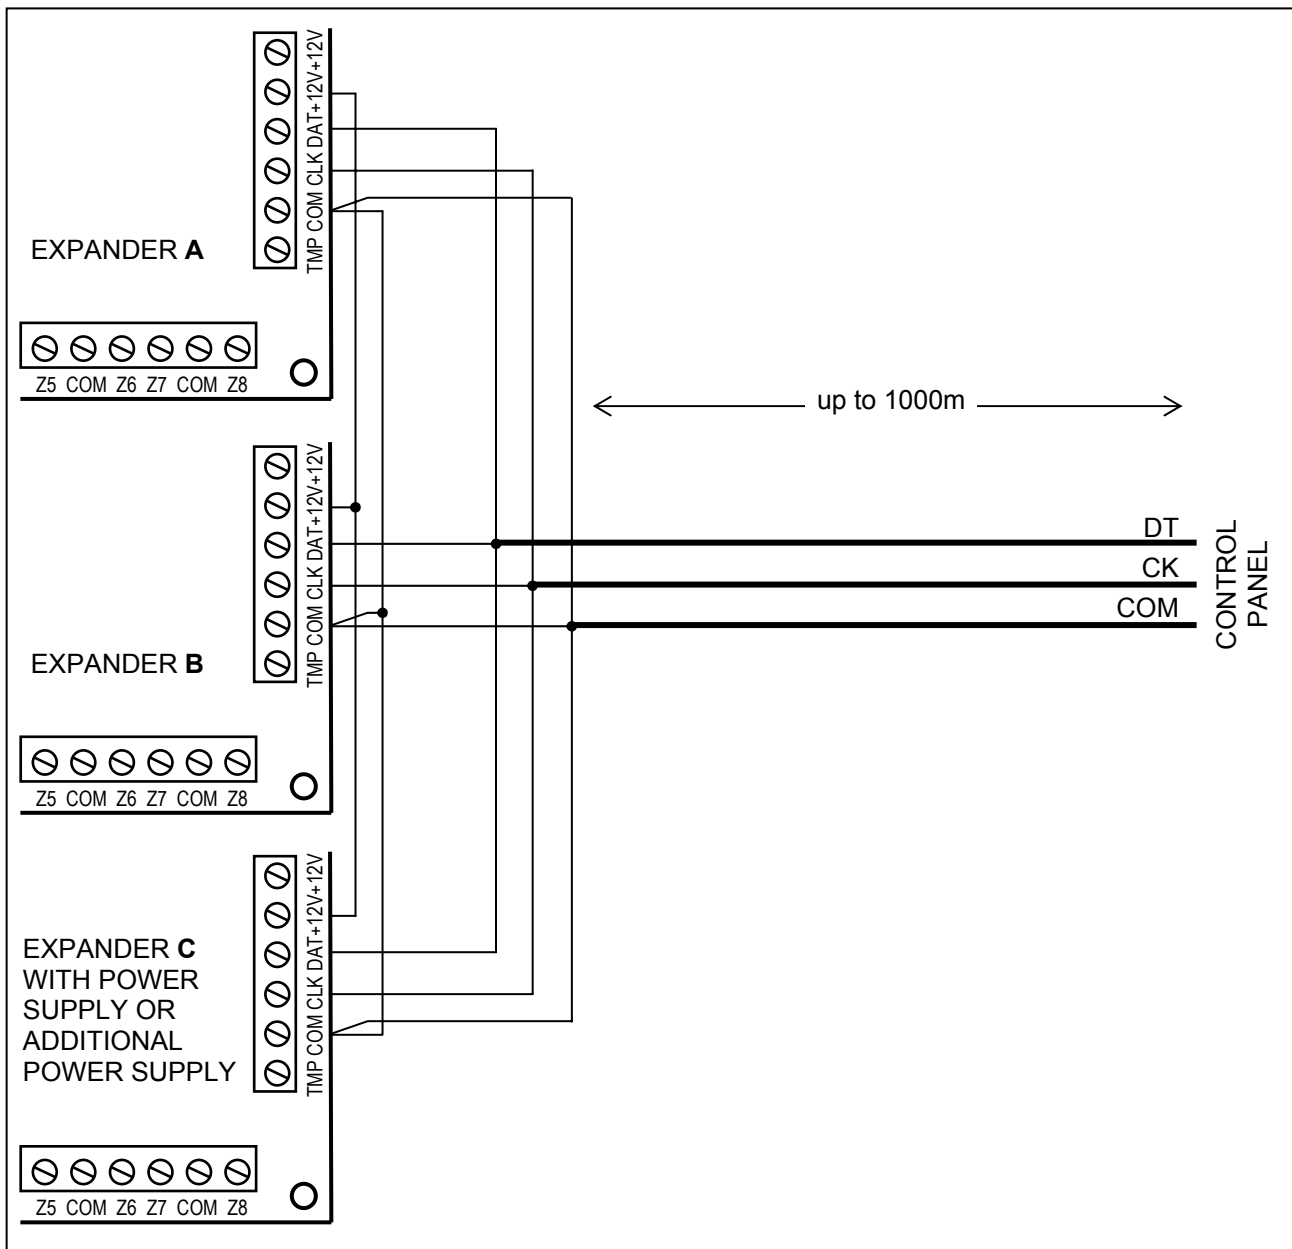 TMP COM CLK DAT+12V+12V
EXPANDER A
Z5 COM Z6 Z7 COM Z8
up to 1000m
TMP COM CLK DAT+12V+12V
DT
CK
COM
CONTROL
PANEL
EXPANDER B
Z5 COM Z6 Z7 COM Z8
TMP COM CLK DAT+12V+12V
EXPANDER C
WITH POWER
SUPPLY OR
ADDITIONAL
POWER SUPPLY
Z5 COM Z6 Z7 COM Z8